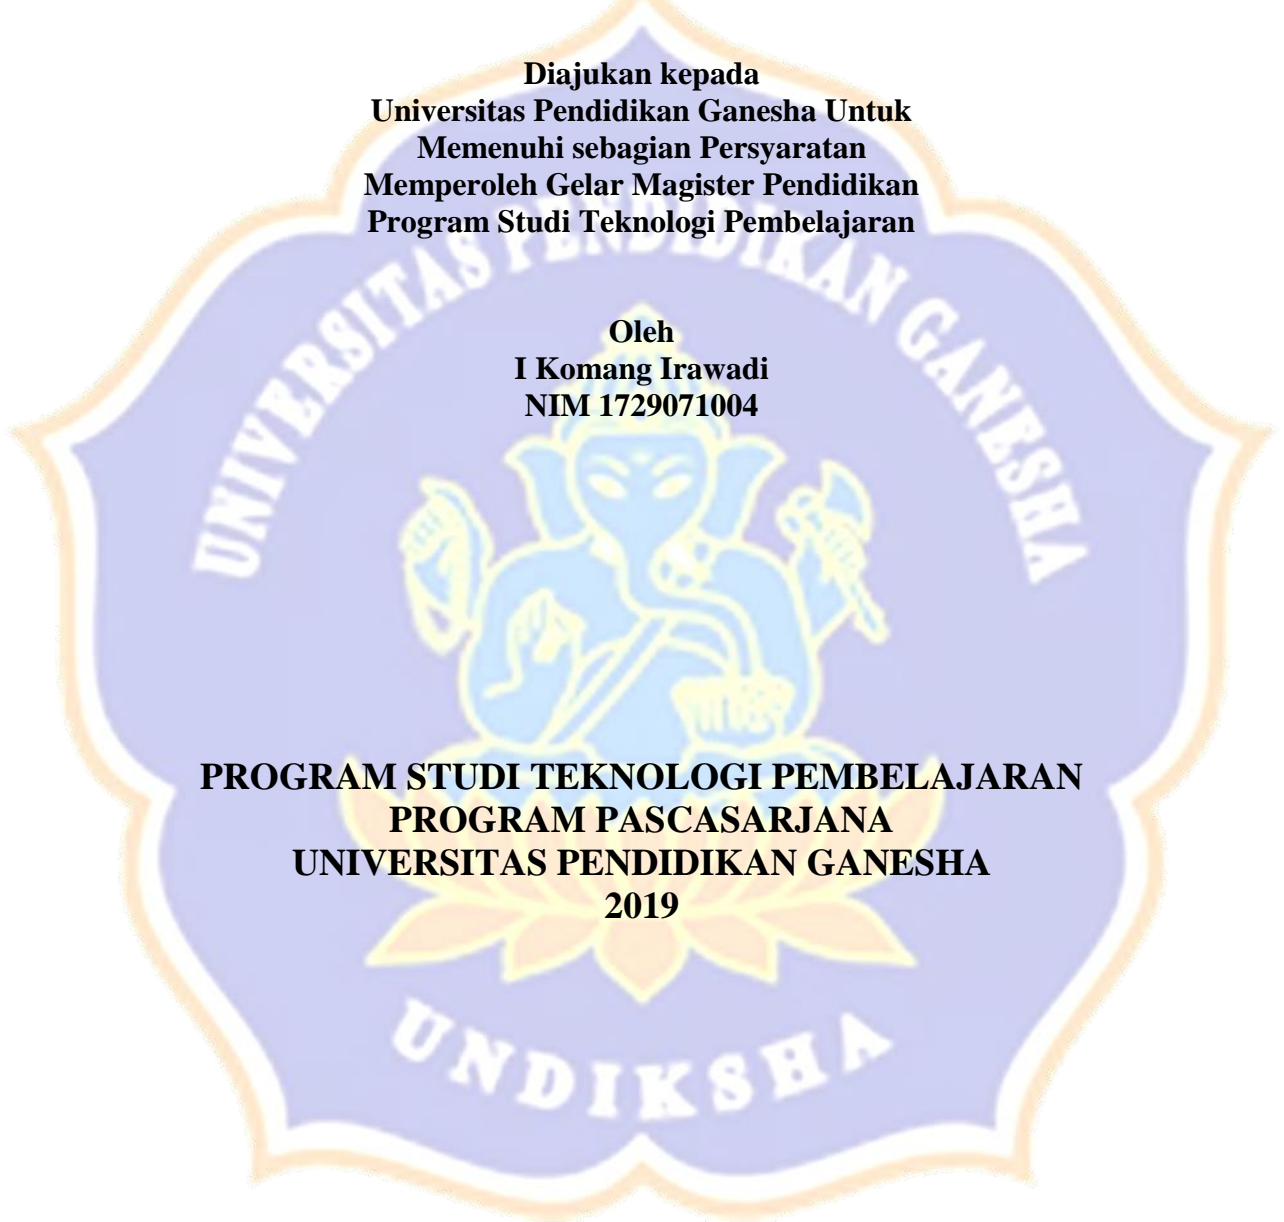 Diajukan kepada
Universitas Pendidikan Ganesha Untuk
Memenuhi sebagian Persyaratan
Memperoleh Gelar Magister Pendidikan
Program Studi Teknologi Pembelajaran
UNIVERSITAS PENDIDIKAN GANESHA
Oleh
I Komang Irawadi
NIM 1729071004
PROGRAM STUDI TEKNOLOGI PEMBELAJARAN
PROGRAM PASCASARJANA
UNIVERSITAS PENDIDIKAN GANESHA
2019
UNDIKSHA